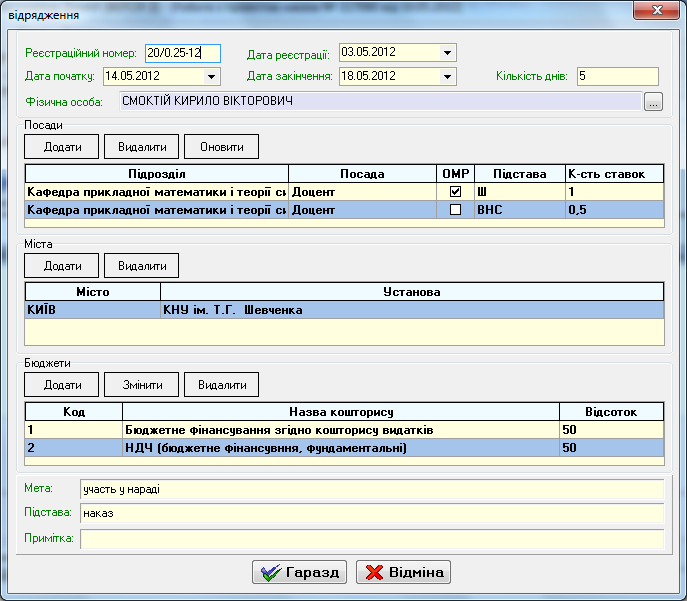 відрядження
Реєстраційний номер: 20/0.25-12 Дата реєстрації: 03.05.2012
Дата початку: 14.05.2012 Дата закінчення: 18.05.2012 Кількість днів: 5
Фізична особа: СМОКТІЙ КИРИЛО ВІКТОРОВИЧ ...
Посади
Додати Видалити Оновити
Підрозділ Посада ОМР Підстава К-сть ставок
Кафедра прикладної математики і теорії си Доцент Ш 1
Кафедра прикладної математики і теорії си Доцент ВНС 0,5
Міста
Додати Видалити
Місто Установа
КИЇВ КНУ ім. Т.Г. Шевченка
Бюджети
Додати Змінити Видалити
Код Назва кошторису Відсоток
1 Бюджетне фінансування згідно кошторису видатків 50
2 НДЧ (бюджетне фінансувння, фундаментальні) 50
Мета: участь у нараді
Підстава: наказ
Примітка:
Гаразд Відміна